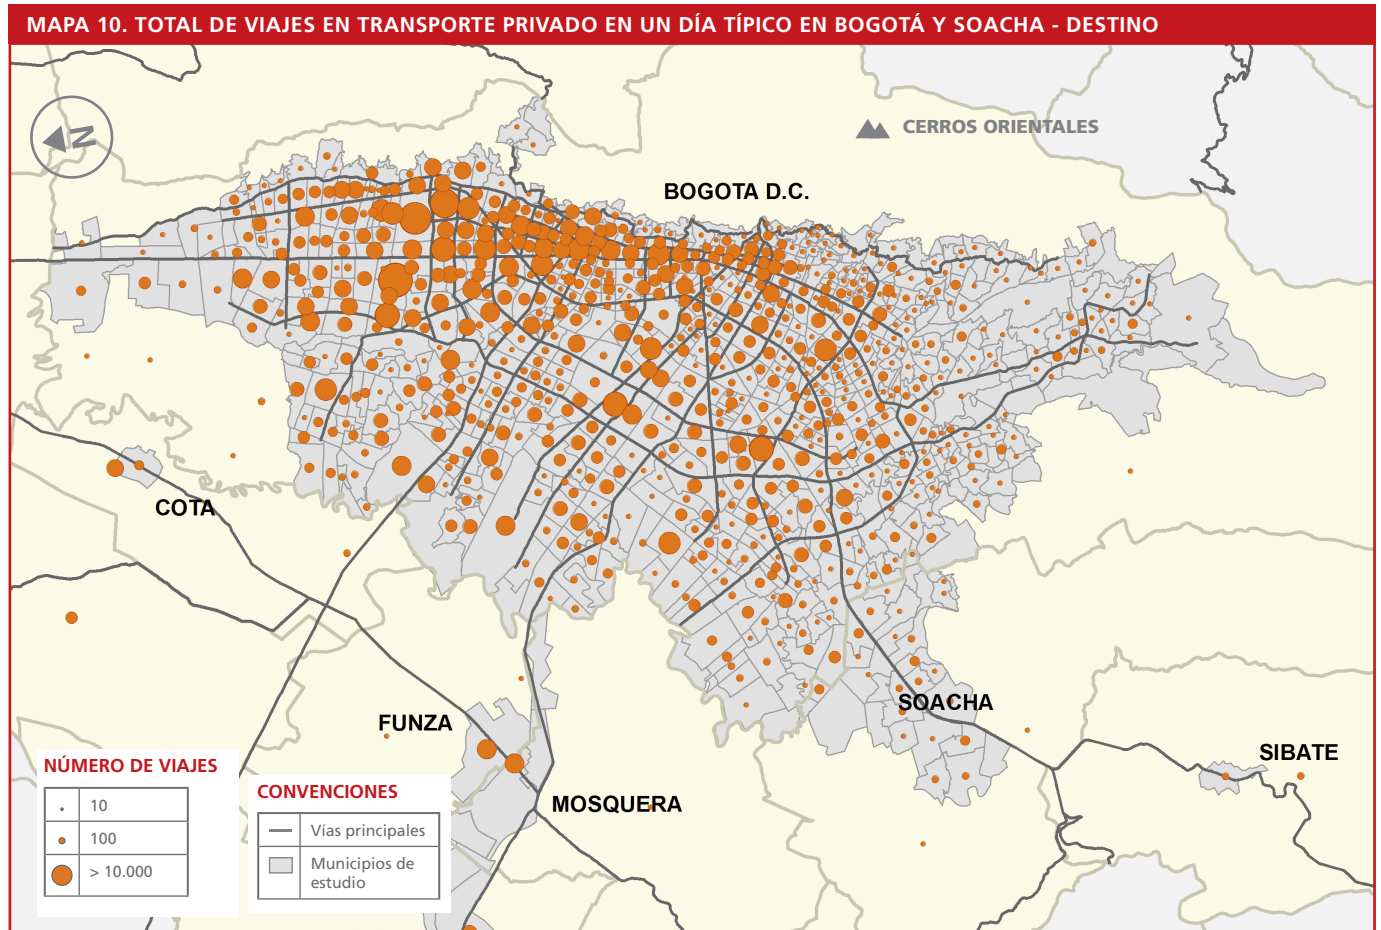 MAPA 10. TOTAL DE VIAJES EN TRANSPORTE PRIVADO EN UN DÍA TÍPICO EN BOGOTÁ Y SOACHA - DESTINO
N
CERROS ORIENTALES
BOGOTA D.C.
COTA
SOACHA
FUNZA
SIBATE
MOSQUERA
NÚMERO DE VIAJES
10
100
> 10.000
CONVENCIONES
Vías principales
Municipios de
estudio